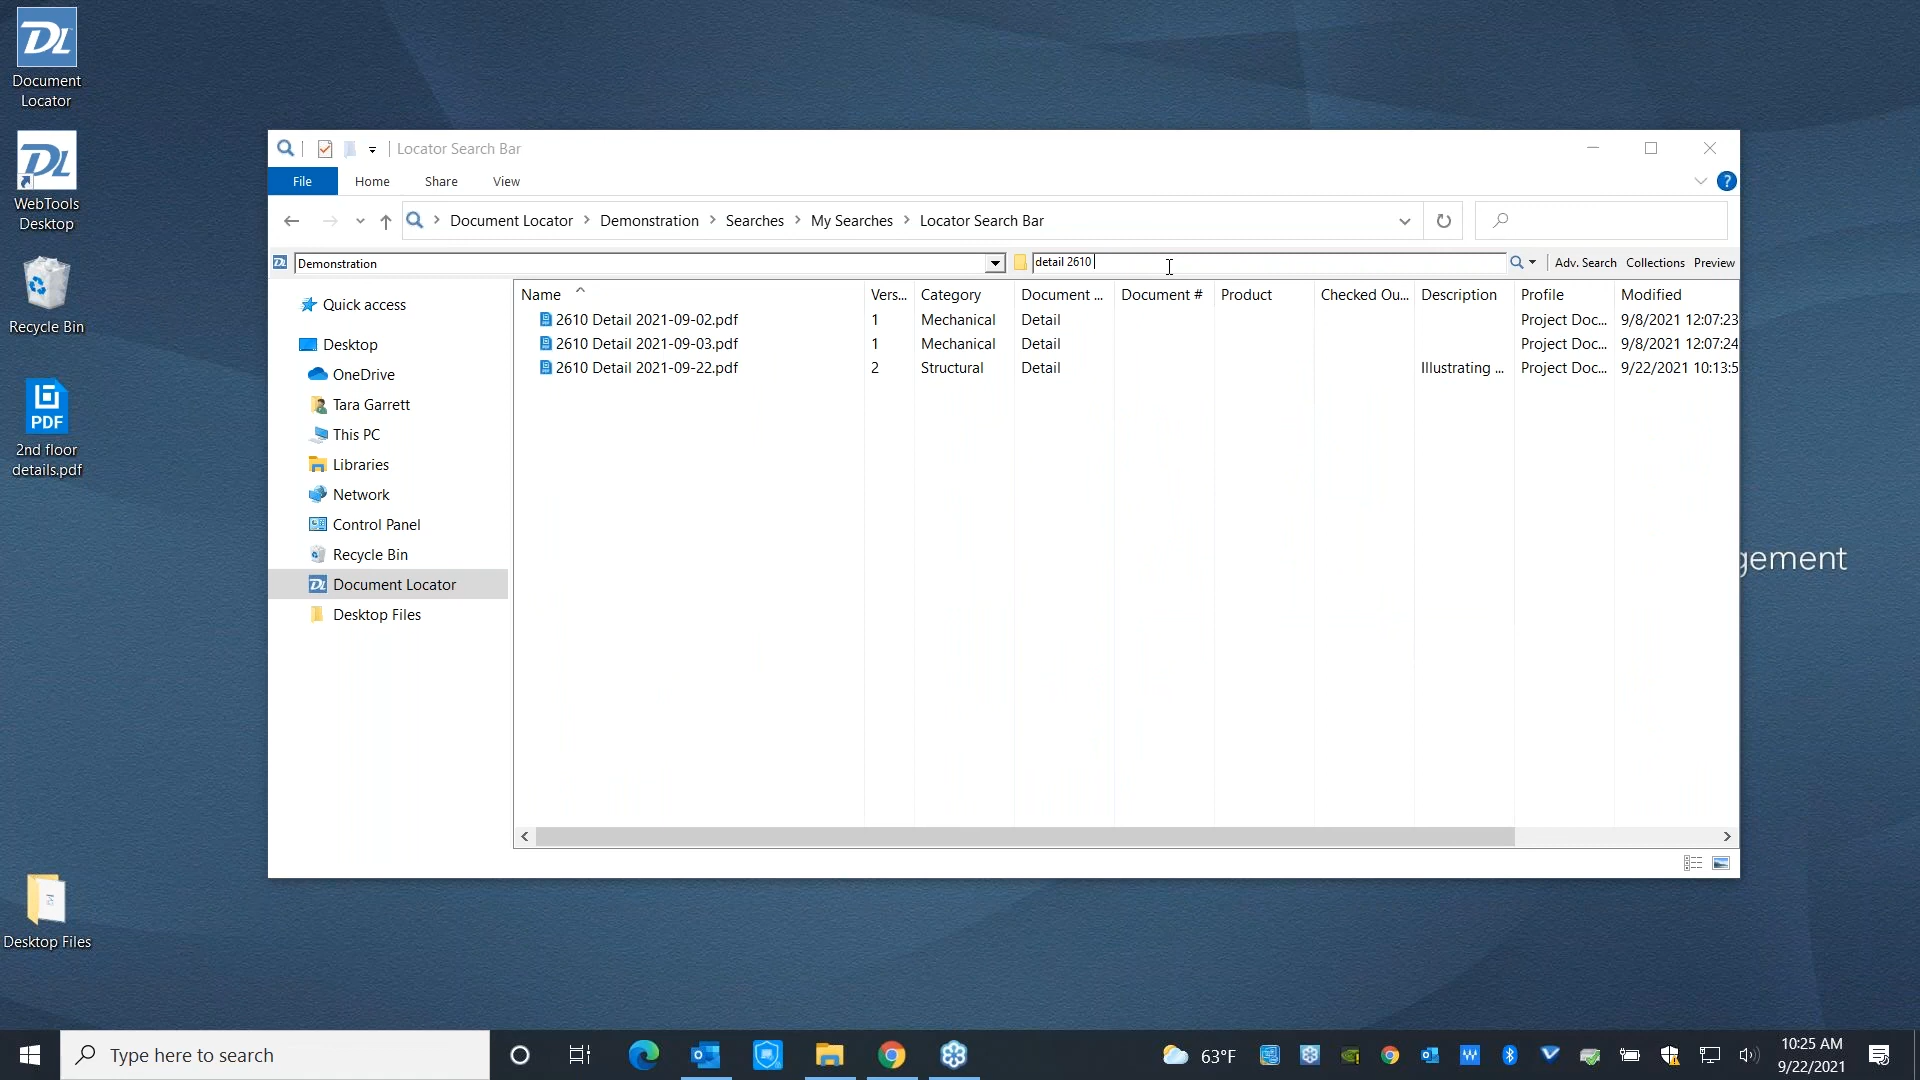 DL
Document
Locator
DL
WebTools
Desktop
Recycle Bin
PDF
2nd floor
details.pdf
Desktop Files
Locator Search Bar
File Home Share View
Document Locator > Demonstration > Searches > My Searches > Locator Search Bar
DL Demonstration detail 2610 Adv. Search Collections Preview
Quick access
Desktop
OneDrive
Tara Garrett
This PC
Libraries
Network
Control Panel
Recycle Bin
DL Document Locator
Desktop Files
Name Vers... Category Document ... Document # Product Checked Ou... Description Profile Modified
2610 Detail 2021-09-02.pdf 1 Mechanical Detail Project Doc... 9/8/2021 12:07:23
2610 Detail 2021-09-03.pdf 1 Mechanical Detail Project Doc... 9/8/2021 12:07:24
2610 Detail 2021-09-22.pdf 2 Structural Detail Illustrating ... Project Doc... 9/22/2021 10:13:5
gement
Type here to search
63°F
10:25 AM
9/22/2021